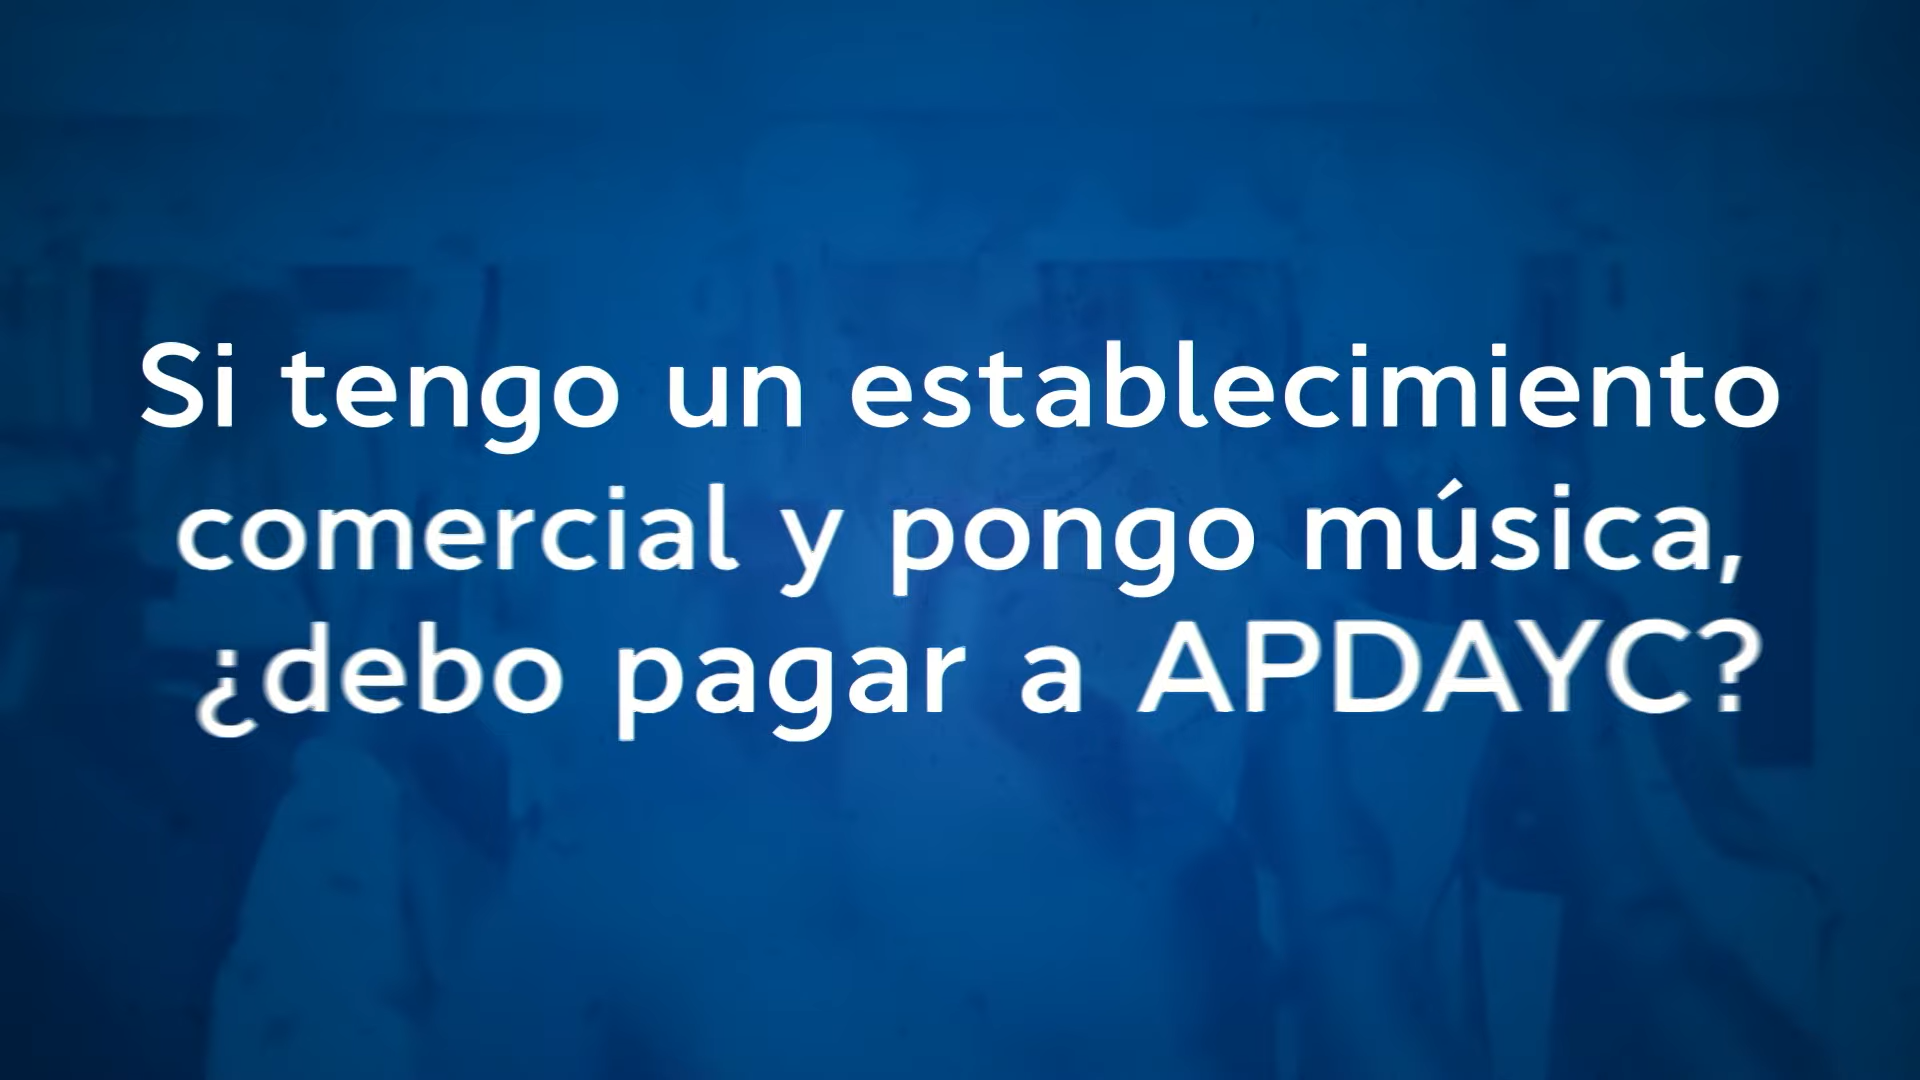 Si tengo un establecimiento
comercial y pongo música,
¿debo pagar a APDAYC?